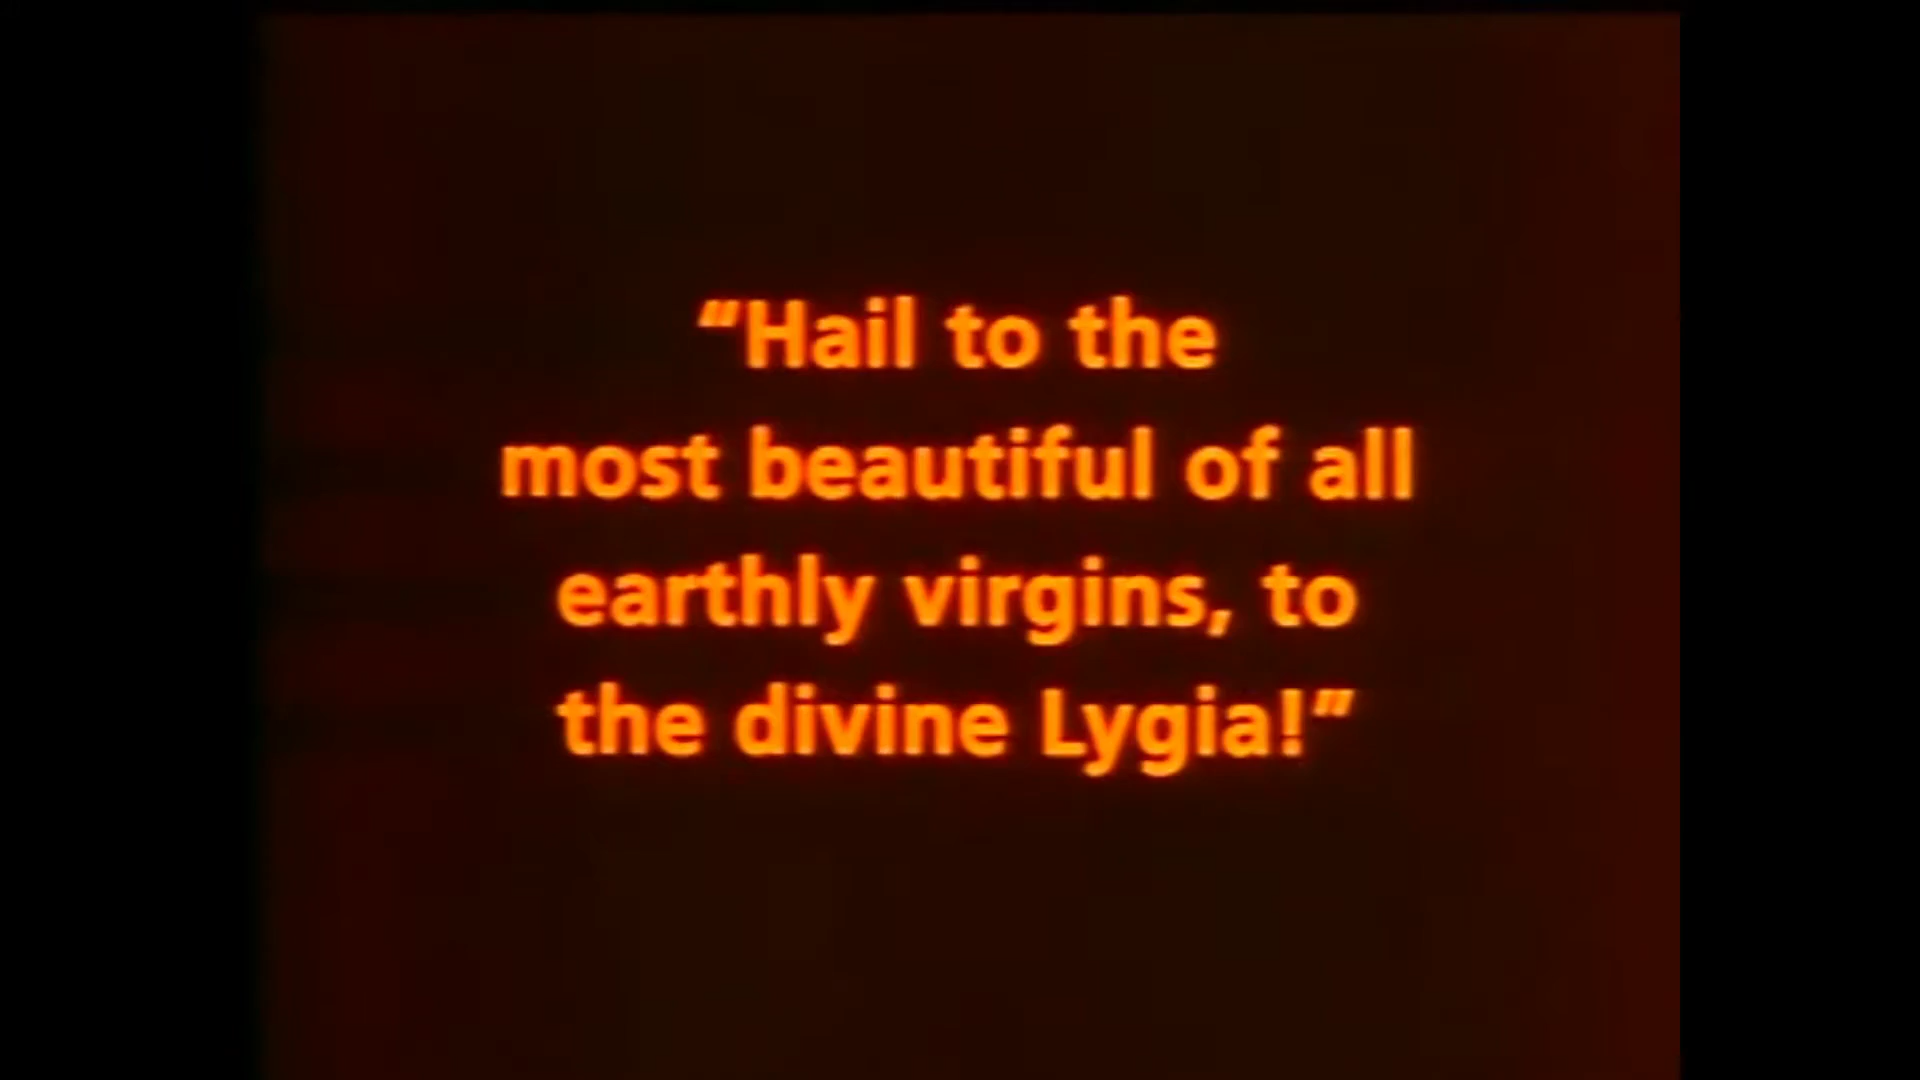 “Hail to the
most beautiful of all
earthly virgins, to
the divine Lygia!”